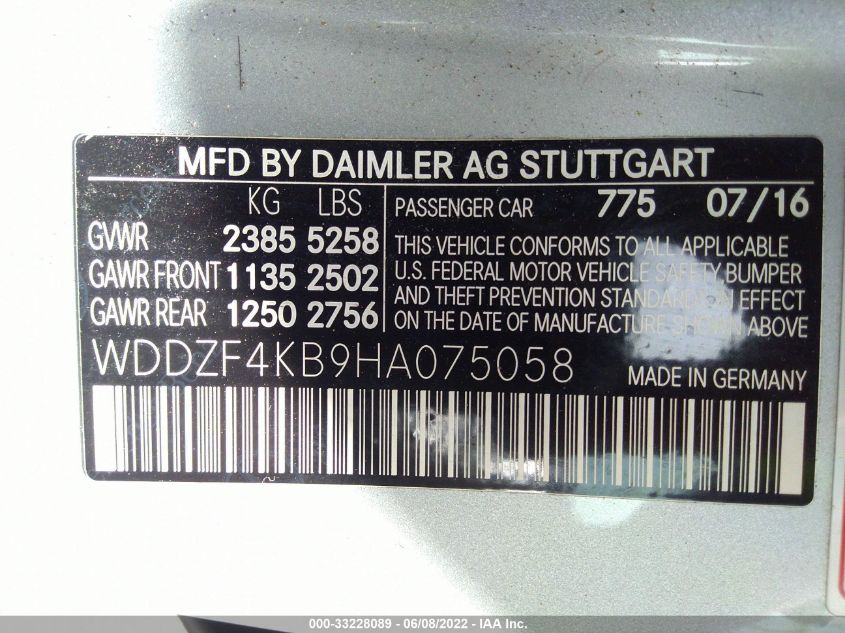 MFD BY DAIMLER AG STUTTGART
KG LBS
GVWR 2385 5258
GAWR FRONT 1135 2502
GAWR REAR 1250 2756
PASSENGER CAR 775 07/16
THIS VEHICLE CONFORMS TO ALL APPLICABLE
U.S. FEDERAL MOTOR VEHICLE SAFETY BUMPER
AND THEFT PREVENTION STANDARDS IN EFFECT
ON THE DATE OF MANUFACTURE SHOWN ABOVE
WDDZF4KB9HA075058
MADE IN GERMANY
000-33228089 - 06/08/2022 - IAA Inc.